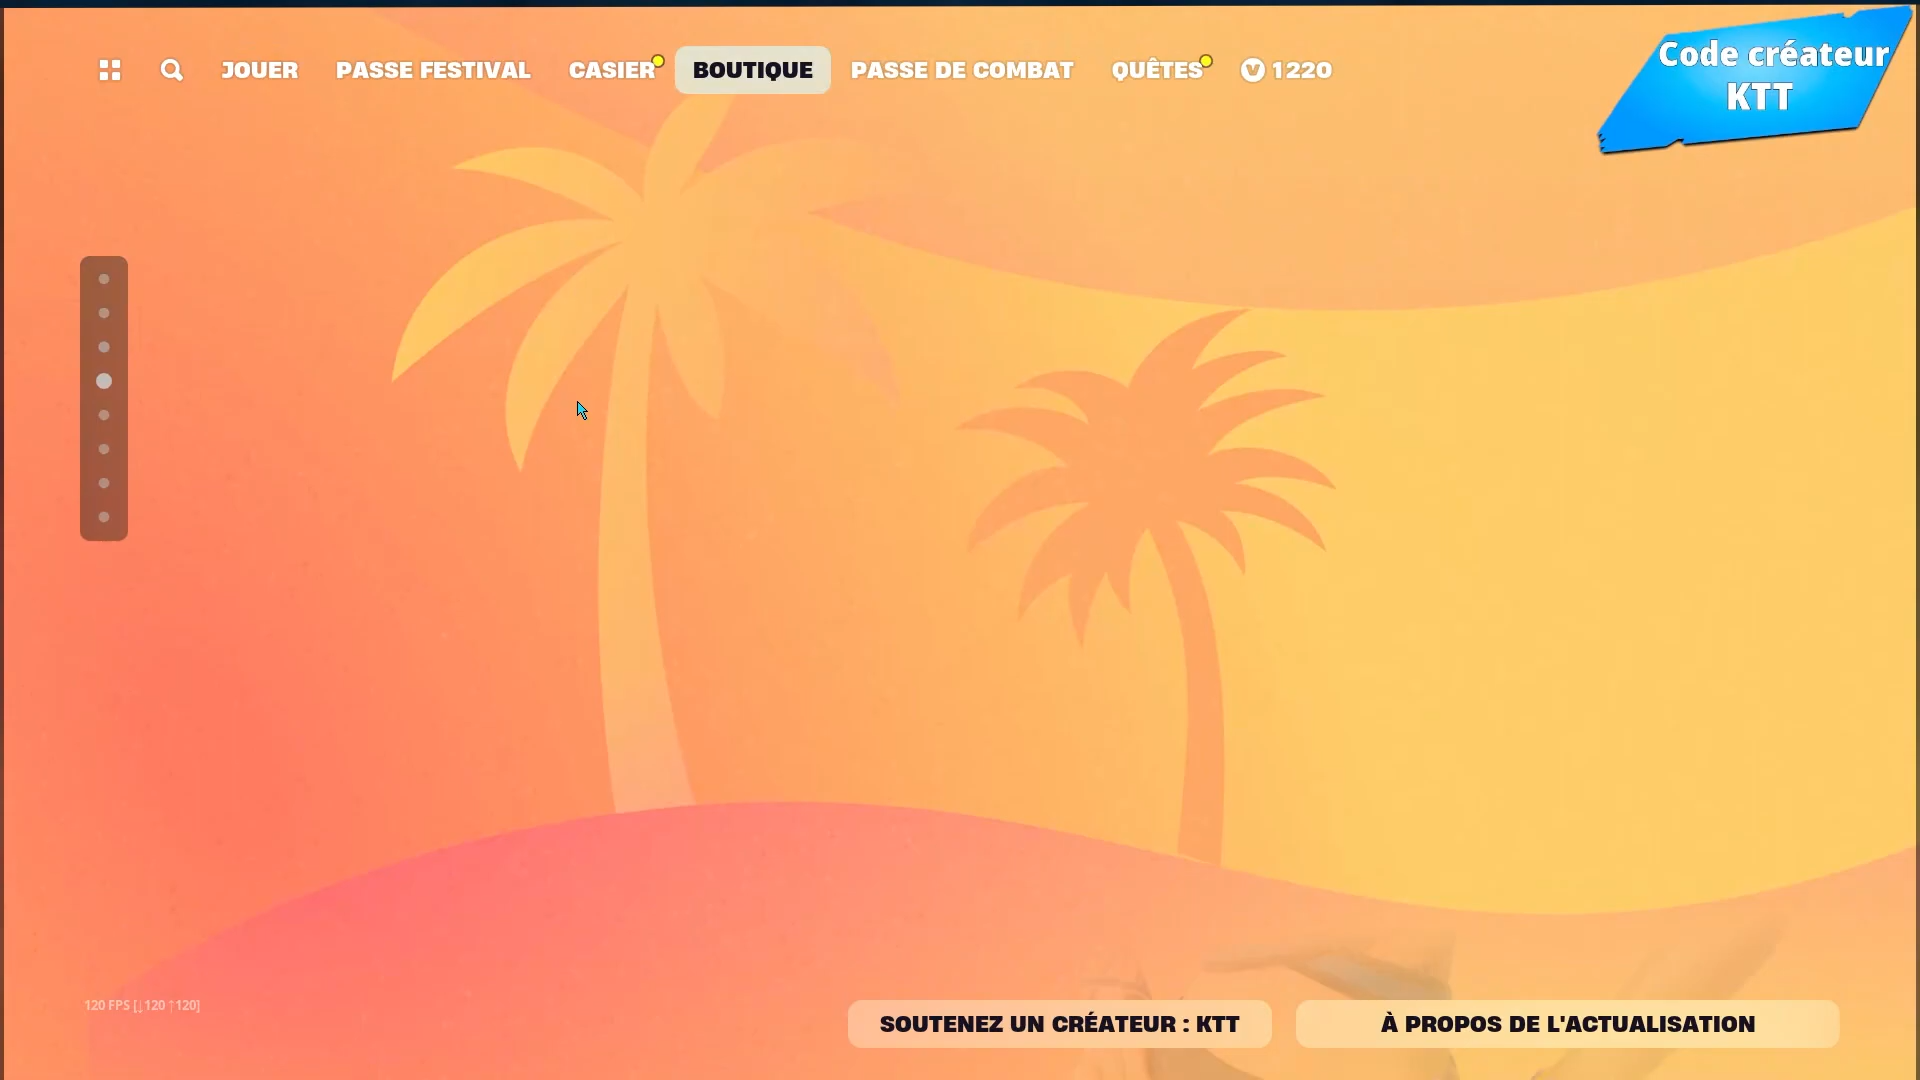 JOUER PASSE FESTIVAL CASIER BOUTIQUE PASSE DE COMBAT QUÊTES V 1220
Code créateur
KTT
120 FPS [↓120 ↑120]
SOUTENEZ UN CRÉATEUR : KTT
À PROPOS DE L'ACTUALISATION